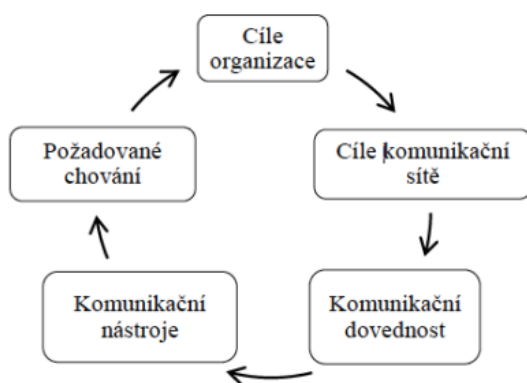 Cíle
organizace
Cíle komunikační
sítě
Komunikační
dovednost
Komunikační
nástroje
Požadované
chování